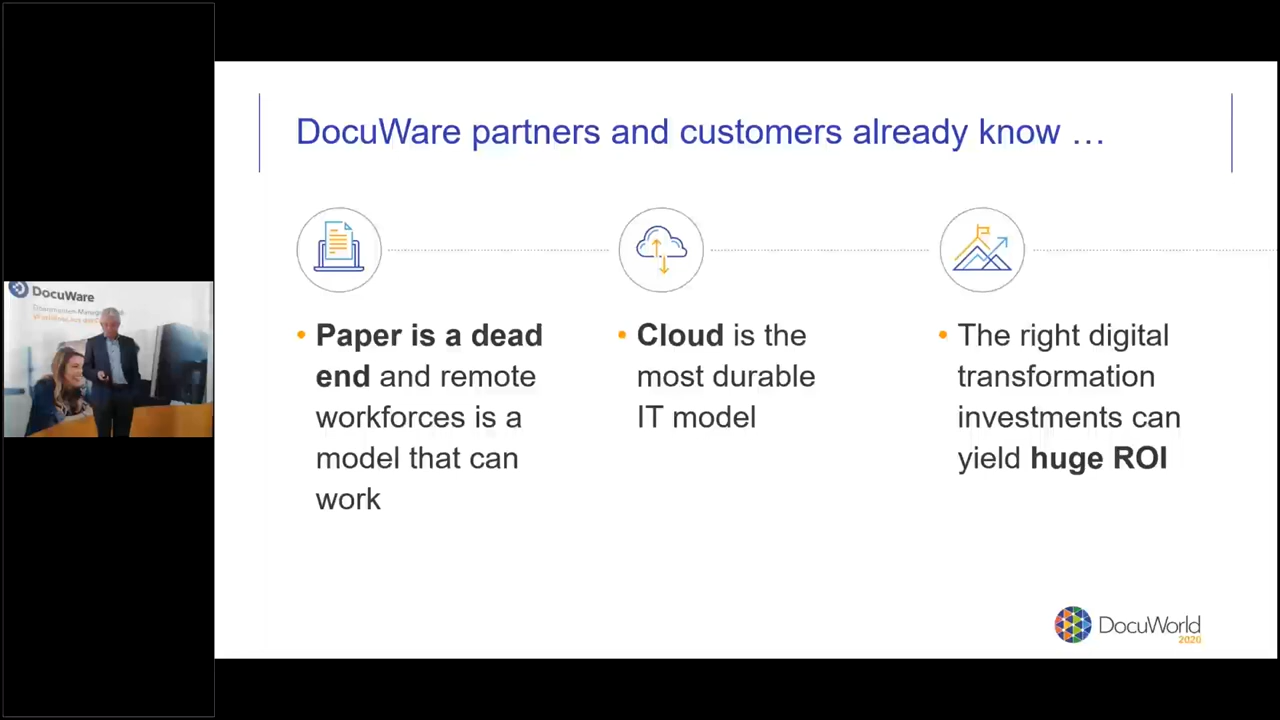 DocuWare partners and customers already know …
• Paper is a dead
end and remote
workforces is a
model that can
work
• Cloud is the
most durable
IT model
• The right digital
transformation
investments can
yield huge ROI
DocuWare
DocuWorld
2020